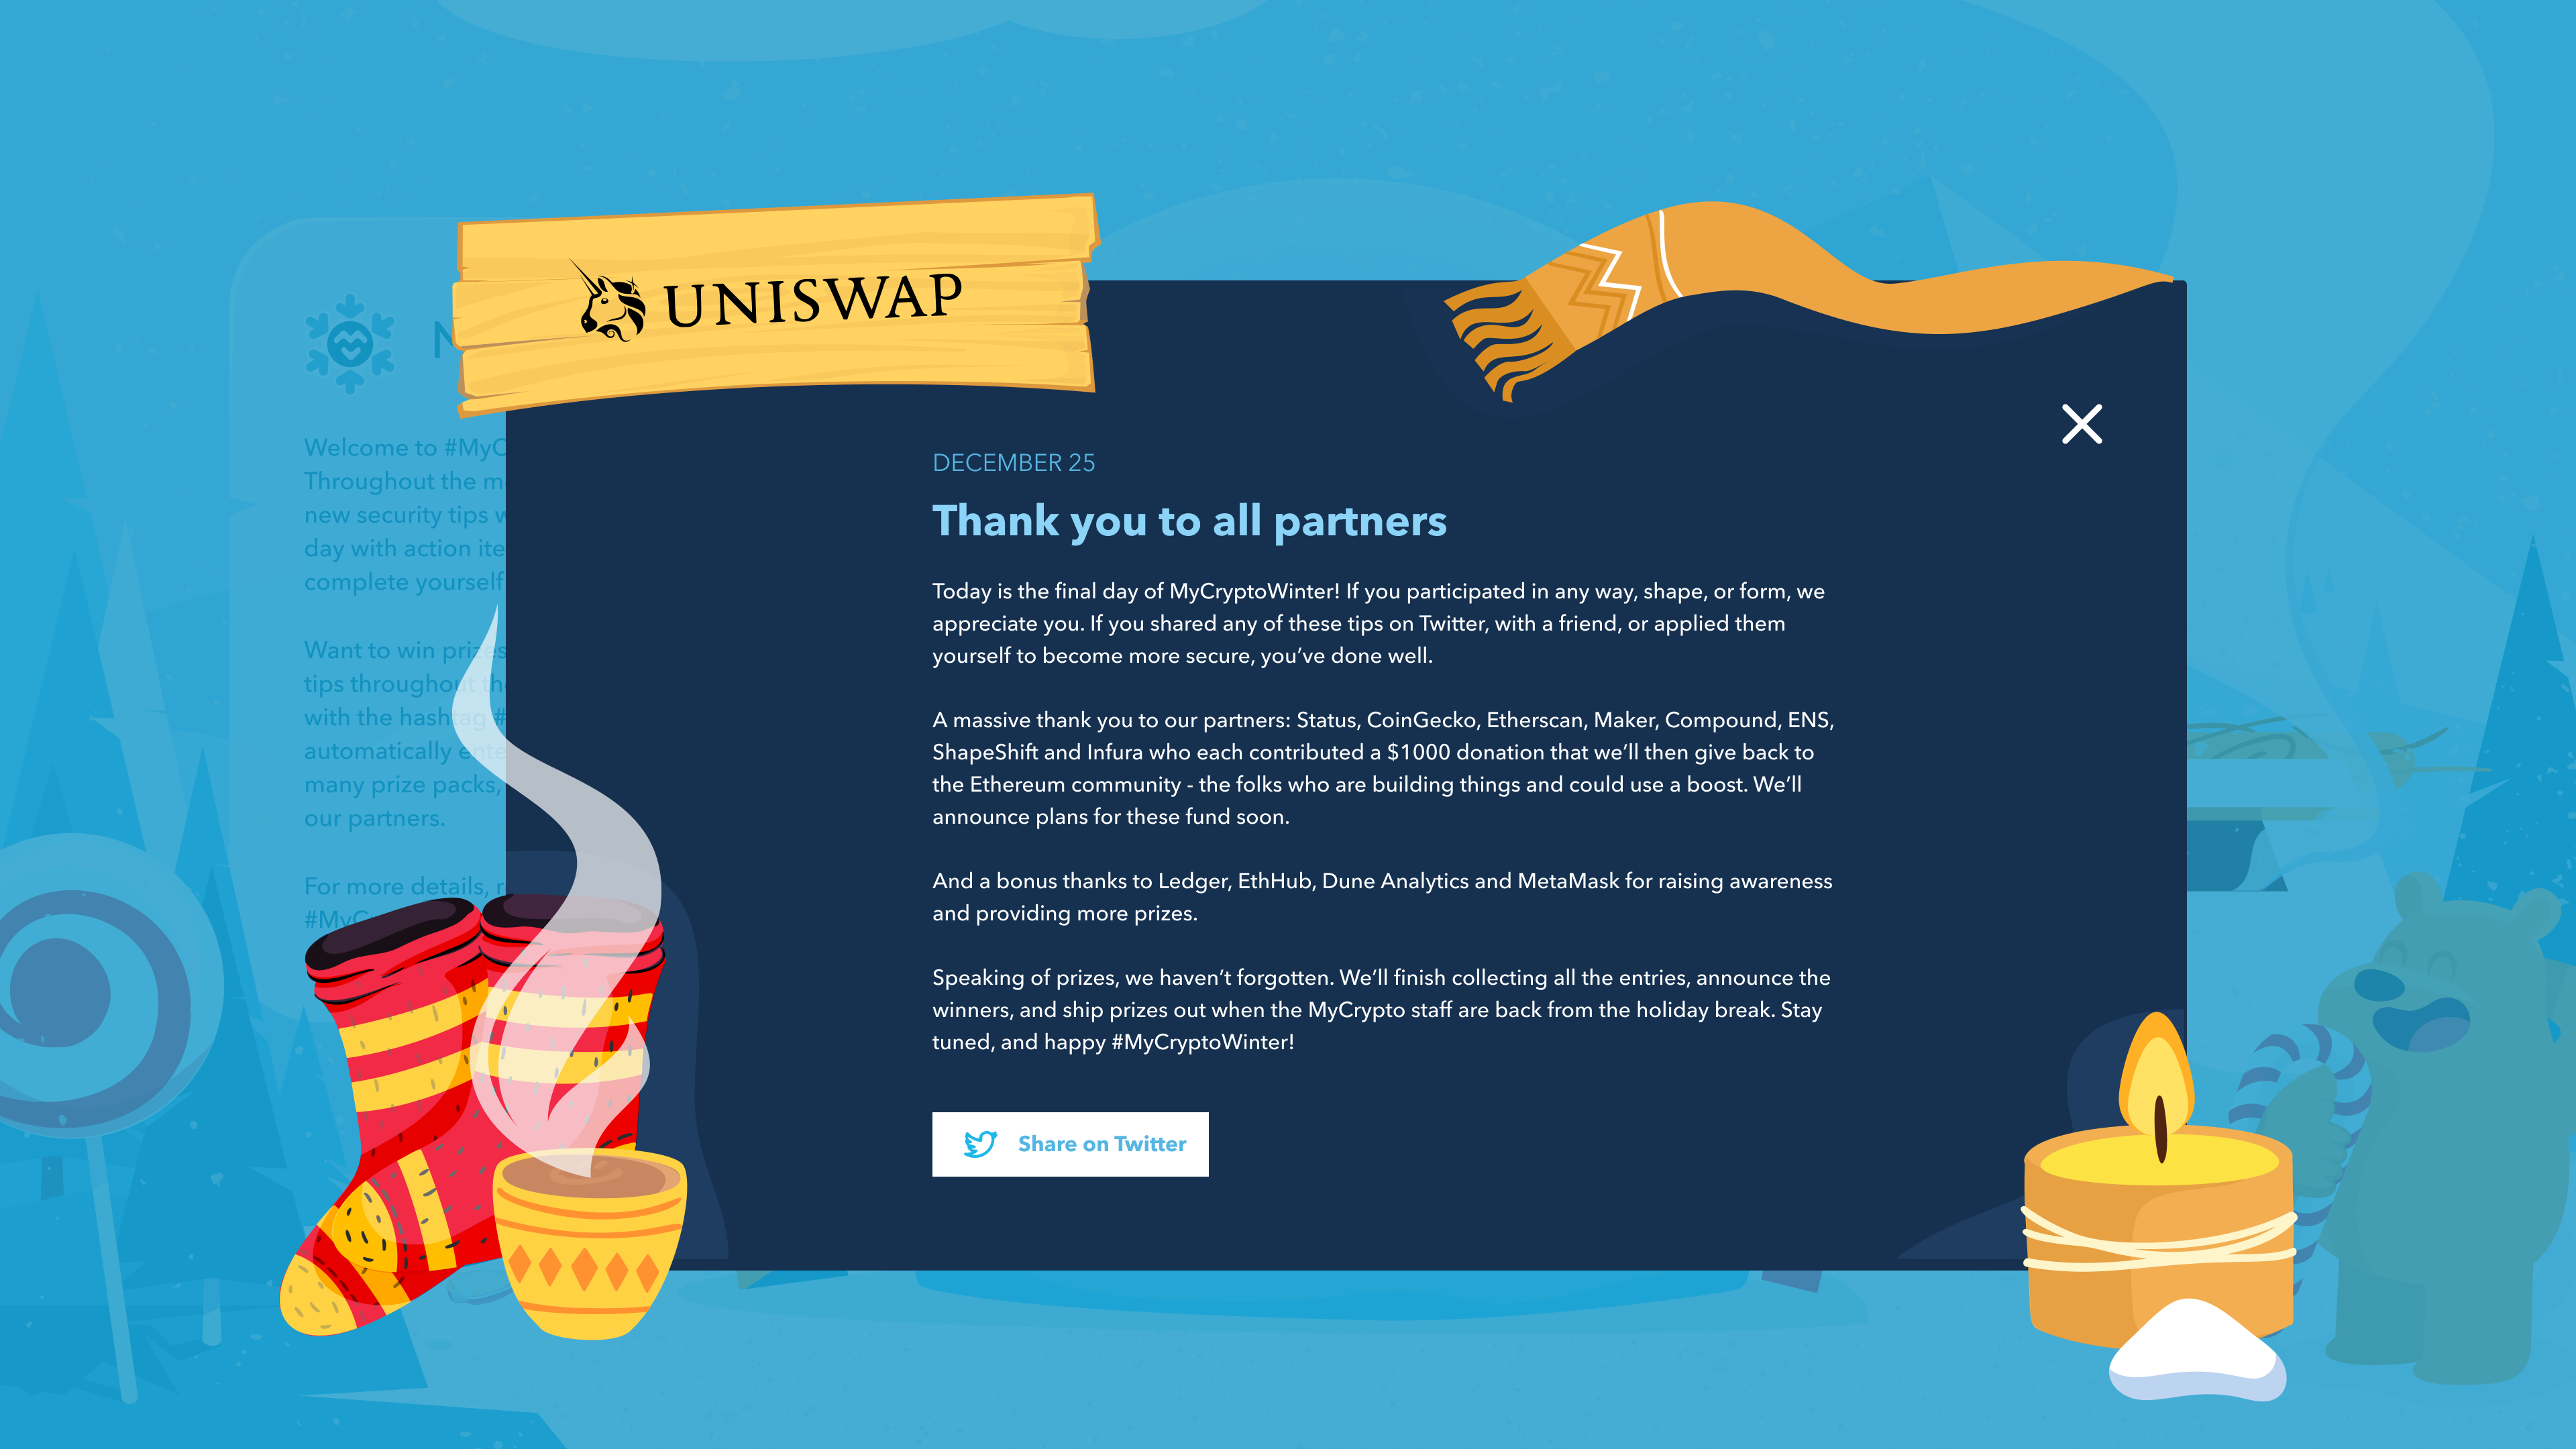 UNISWAP
DECEMBER 25
Thank you to all partners
Today is the final day of MyCryptoWinter! If you participated in any way, shape, or form, we
appreciate you. If you shared any of these tips on Twitter, with a friend, or applied them
yourself to become more secure, you’ve done well.
A massive thank you to our partners: Status, CoinGecko, Etherscan, Maker, Compound, ENS,
ShapeShift and Infura who each contributed a $1000 donation that we’ll then give back to
the Ethereum community - the folks who are building things and could use a boost. We’ll
announce plans for these fund soon.
And a bonus thanks to Ledger, EthHub, Dune Analytics and MetaMask for raising awareness
and providing more prizes.
Speaking of prizes, we haven’t forgotten. We’ll finish collecting all the entries, announce the
winners, and ship prizes out when the MyCrypto staff are back from the holiday break. Stay
tuned, and happy #MyCryptoWinter!
Share on Twitter
Welcome to #MyC
Throughout the m
new security tips w
day with action ite
complete yourself
Want to win prizes
tips throughout th
with the hashtag #
automatically ente
many prize packs,
our partners.
For more details, r
#MyC